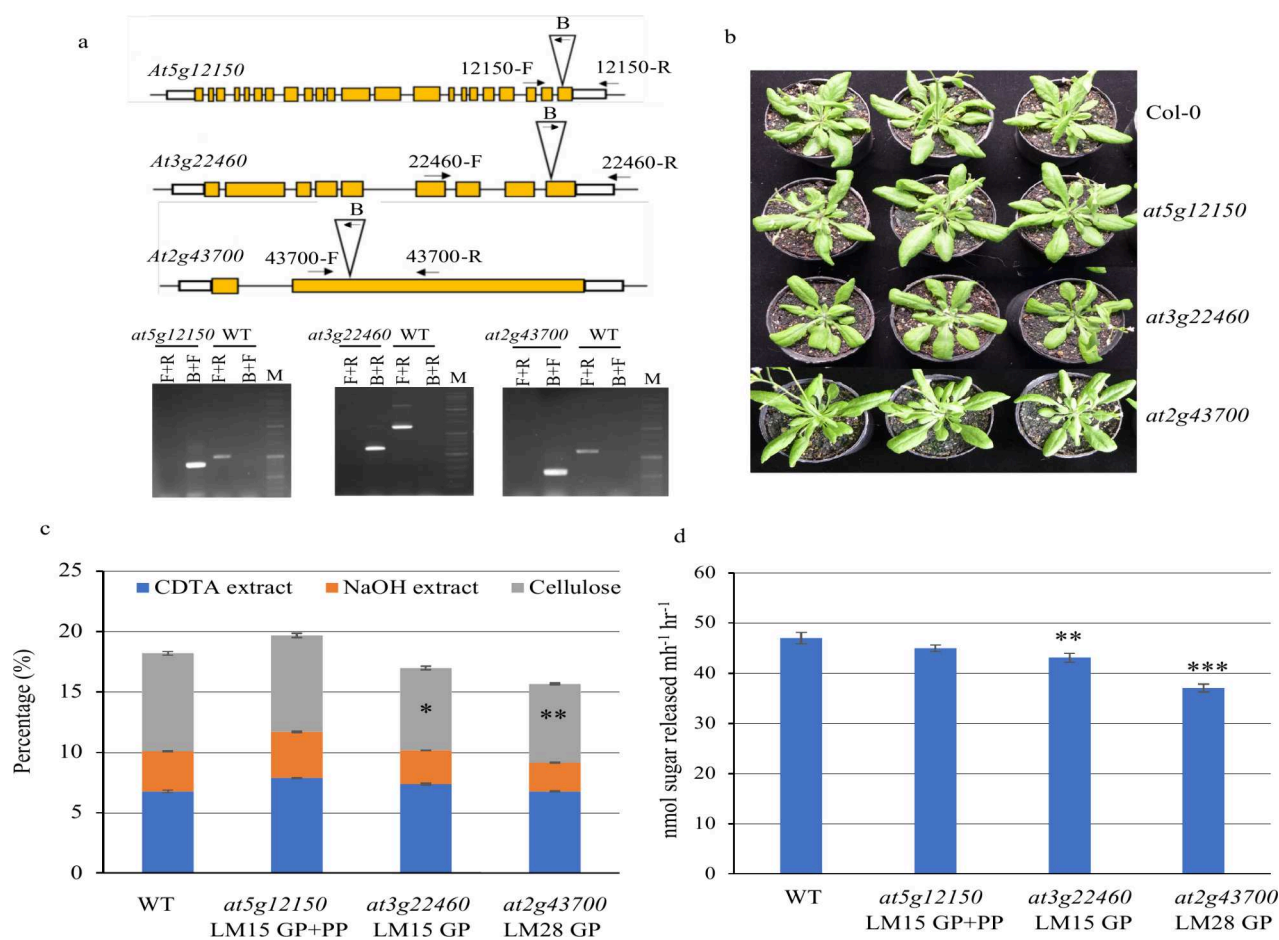 a
B
At5g12150
12150-F
12150-R
B
At3g22460
22460-F
22460-R
B
At2g43700
43700-F
43700-R
at5g12150 WT
F+R B+F F+R B+F
at3g22460 WT
F+R B+R F+R B+R M
at2g43700 WT
F+R B+F F+R B+F M
b
Col-0
at5g12150
at3g22460
at2g43700
c
25
20
15
10
5
0
Percentage (%)
CDTA extract NaOH extract Cellulose
*
**
WT
at5g12150
LM15 GP+PP
at3g22460
LM15 GP
at2g43700
LM28 GP
d
60
50
40
30
20
10
0
nmol sugar released mh-1 hr-1
**
***
WT
at5g12150
LM15 GP+PP
at3g22460
LM15 GP
at2g43700
LM28 GP